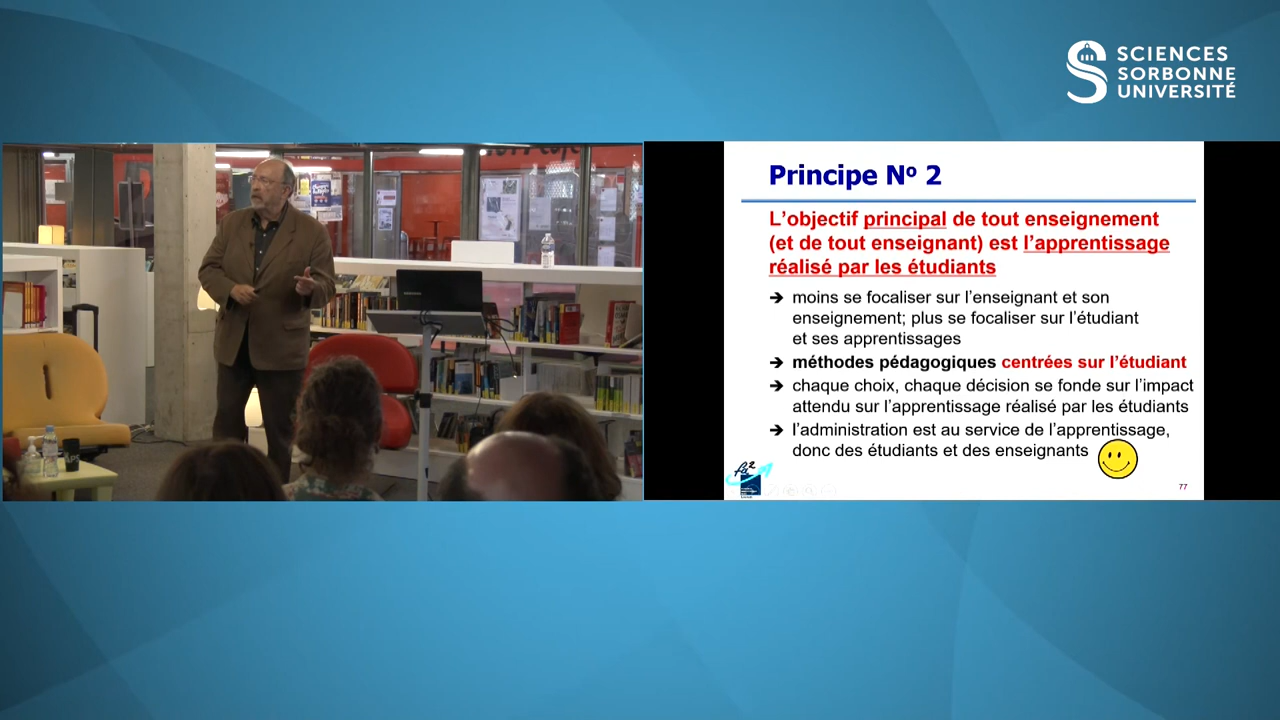 SCIENCES
SORBONNE
UNIVERSITÉ
Principe Nº 2
L’objectif principal de tout enseignement
(et de tout enseignant) est l’apprentissage
réalisé par les étudiants
➔ moins se focaliser sur l’enseignant et son
enseignement; plus se focaliser sur l’étudiant
et ses apprentissages
➔ méthodes pédagogiques centrées sur l’étudiant
➔ chaque choix, chaque décision se fonde sur l’impact
attendu sur l’apprentissage réalisé par les étudiants
➔ l’administration est au service de l’apprentissage,
donc des étudiants et des enseignants
77